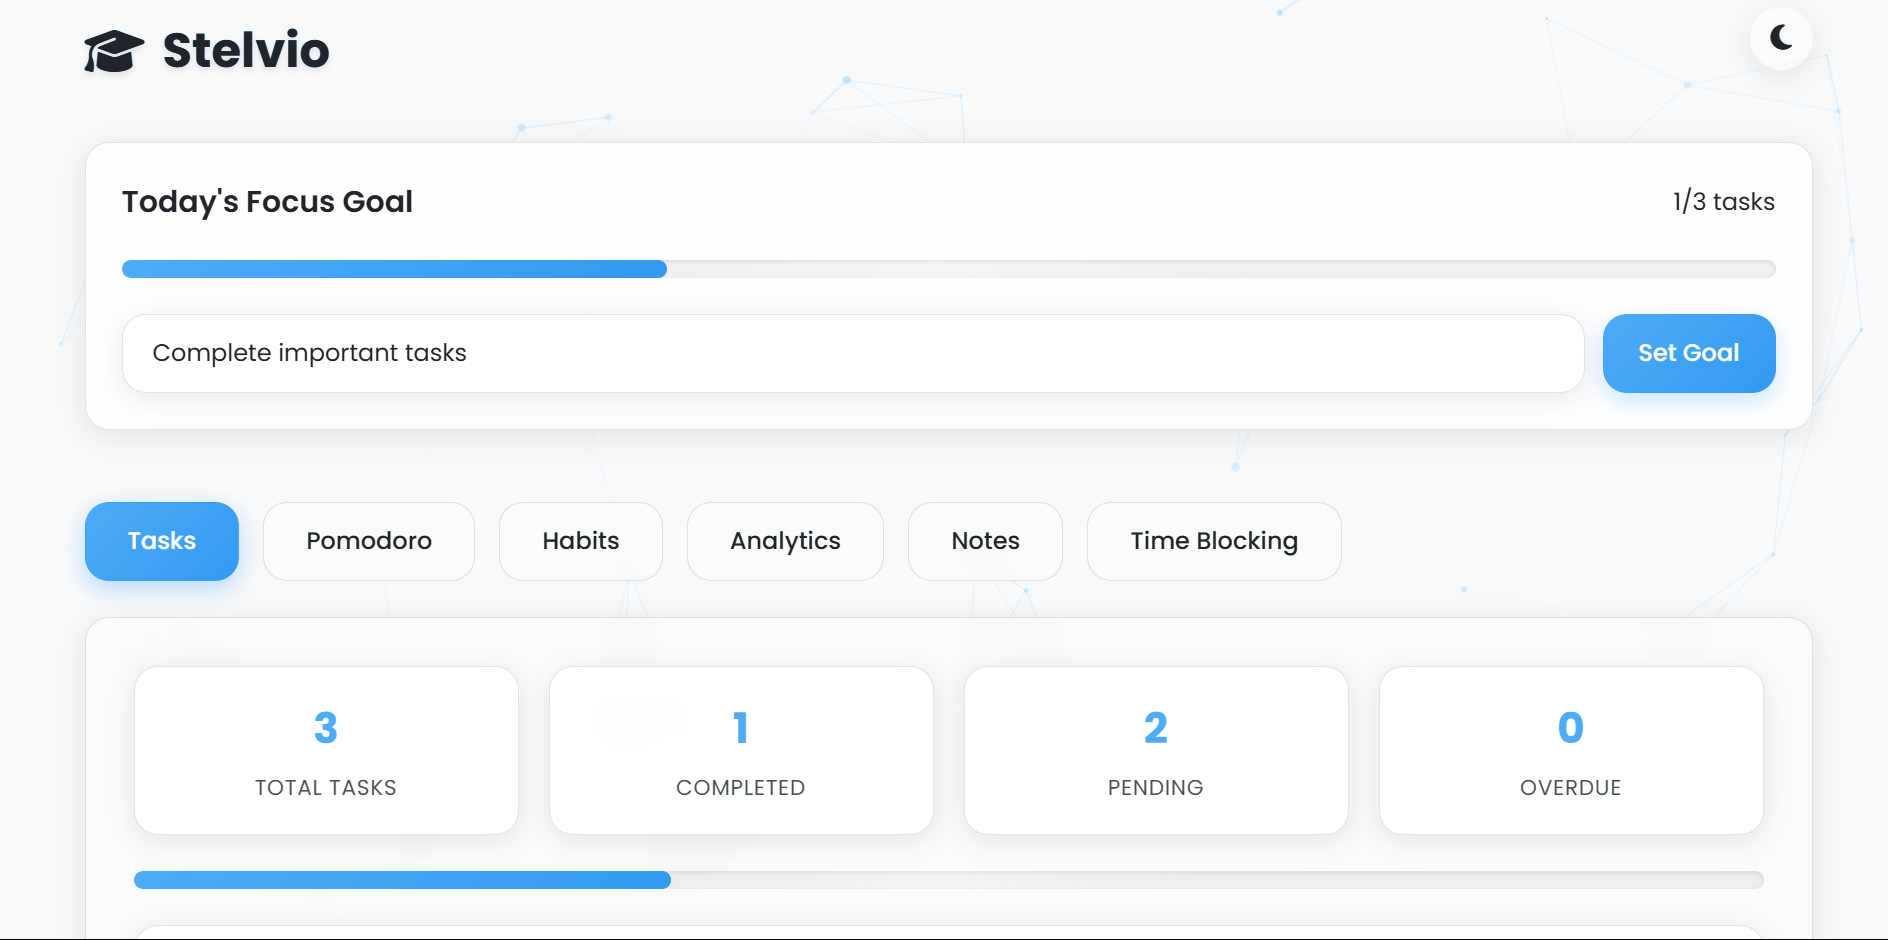 Stelvio
Today's Focus Goal
1/3 tasks
Complete important tasks
Set Goal
Tasks
Pomodoro
Habits
Analytics
Notes
Time Blocking
3
TOTAL TASKS
1
COMPLETED
2
PENDING
0
OVERDUE